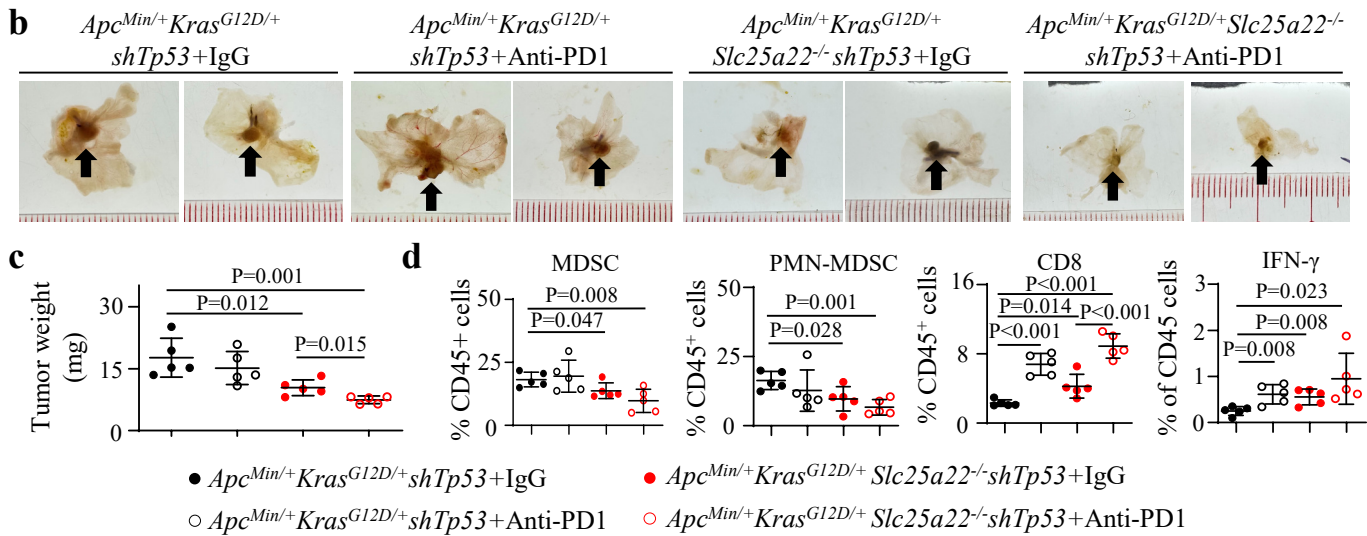 b
Apc^Min/+Kras^G12D/+
shTp53+IgG
Apc^Min/+Kras^G12D/+
shTp53+Anti-PD1
Apc^Min/+Kras^G12D/+
Slc25a22^-/- shTp53+IgG
Apc^Min/+Kras^G12D/+Slc25a22^-/-
shTp53+Anti-PD1
c
Tumor weight
(mg)
30
15
0
P=0.001
P=0.012
P=0.015
d
MDSC
% CD45+ cells
50
25
0
P=0.008
P=0.047
PMN-MDSC
% CD45⁺ cells
50
25
0
P=0.001
P=0.028
CD8
% CD45⁺ cells
16
8
0
P<0.001
P=0.014
P<0.001
P<0.001
IFN-γ
% of CD45 cells
3
2
1
0
P=0.023
P=0.008
P=0.008
Apc^Min/+Kras^G12D/+shTp53+IgG
Apc^Min/+Kras^G12D/+ Slc25a22^-/-shTp53+IgG
Apc^Min/+Kras^G12D/+shTp53+Anti-PD1
Apc^Min/+Kras^G12D/+ Slc25a22^-/-shTp53+Anti-PD1